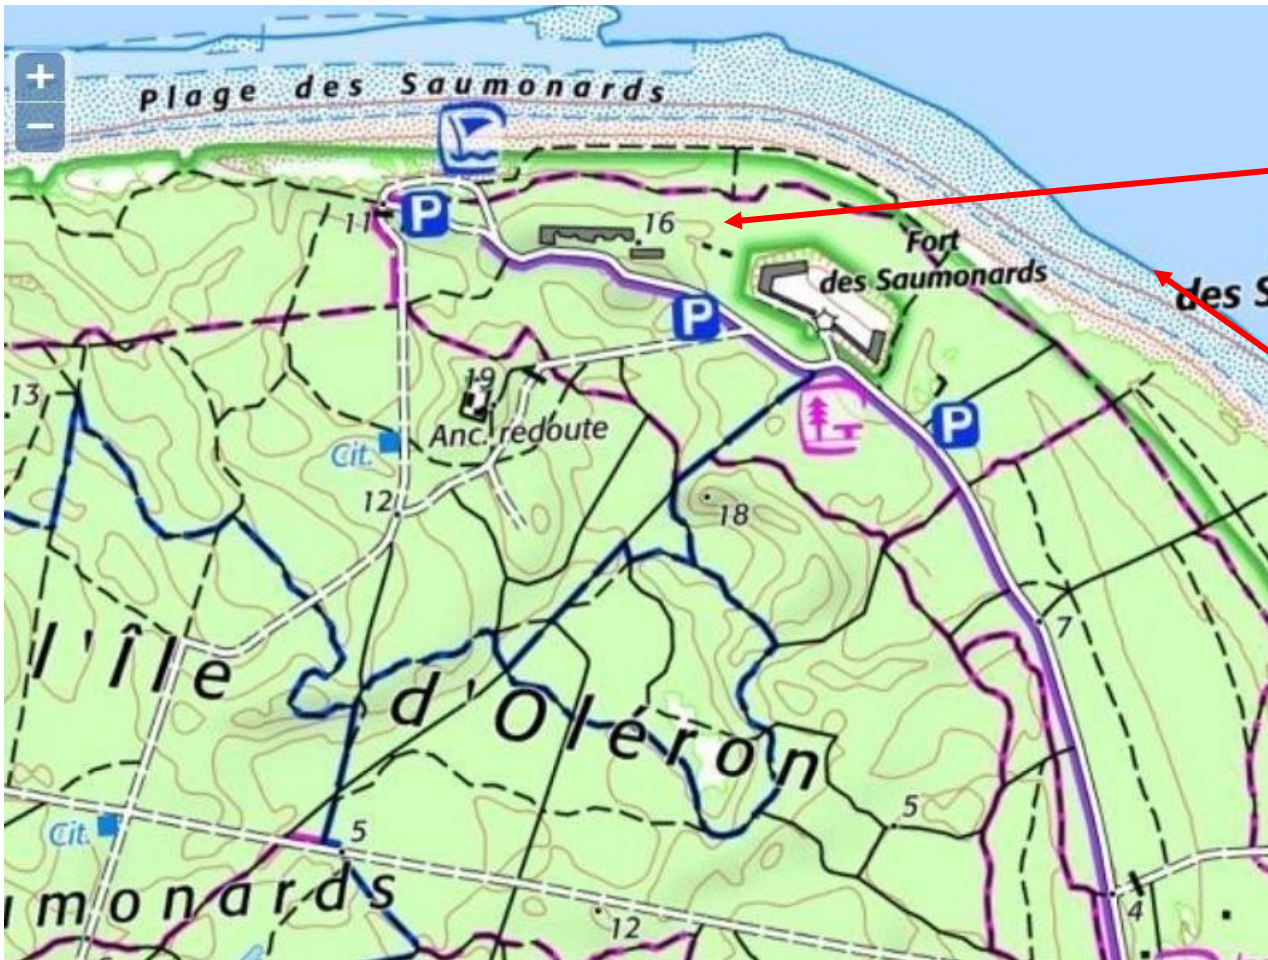 +
−
Plage des Saumonards
16
11
P
Fort
des Saumonards
des S
P
19
13
Anc. redoute
P
Cit.
12
18
7
l'Île d'Oléron
5
Cit.
5
umonards
12
4